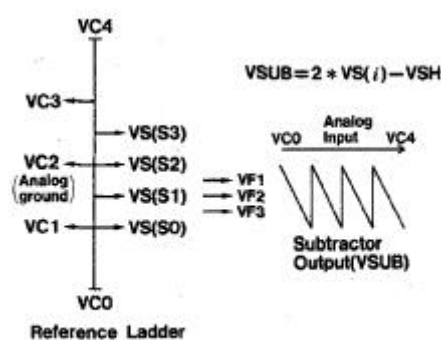 VC4
VSUB=2*VS(i)-VSH
VC3
VS(S3)
VC2
VS(S2)
(Analog
ground)
VS(S1)
VC1
VS(S0)
VC0
Reference Ladder
VF1
VF2
VF3
Analog
Input
VC0
VC4
Subtractor
Output(VSUB)